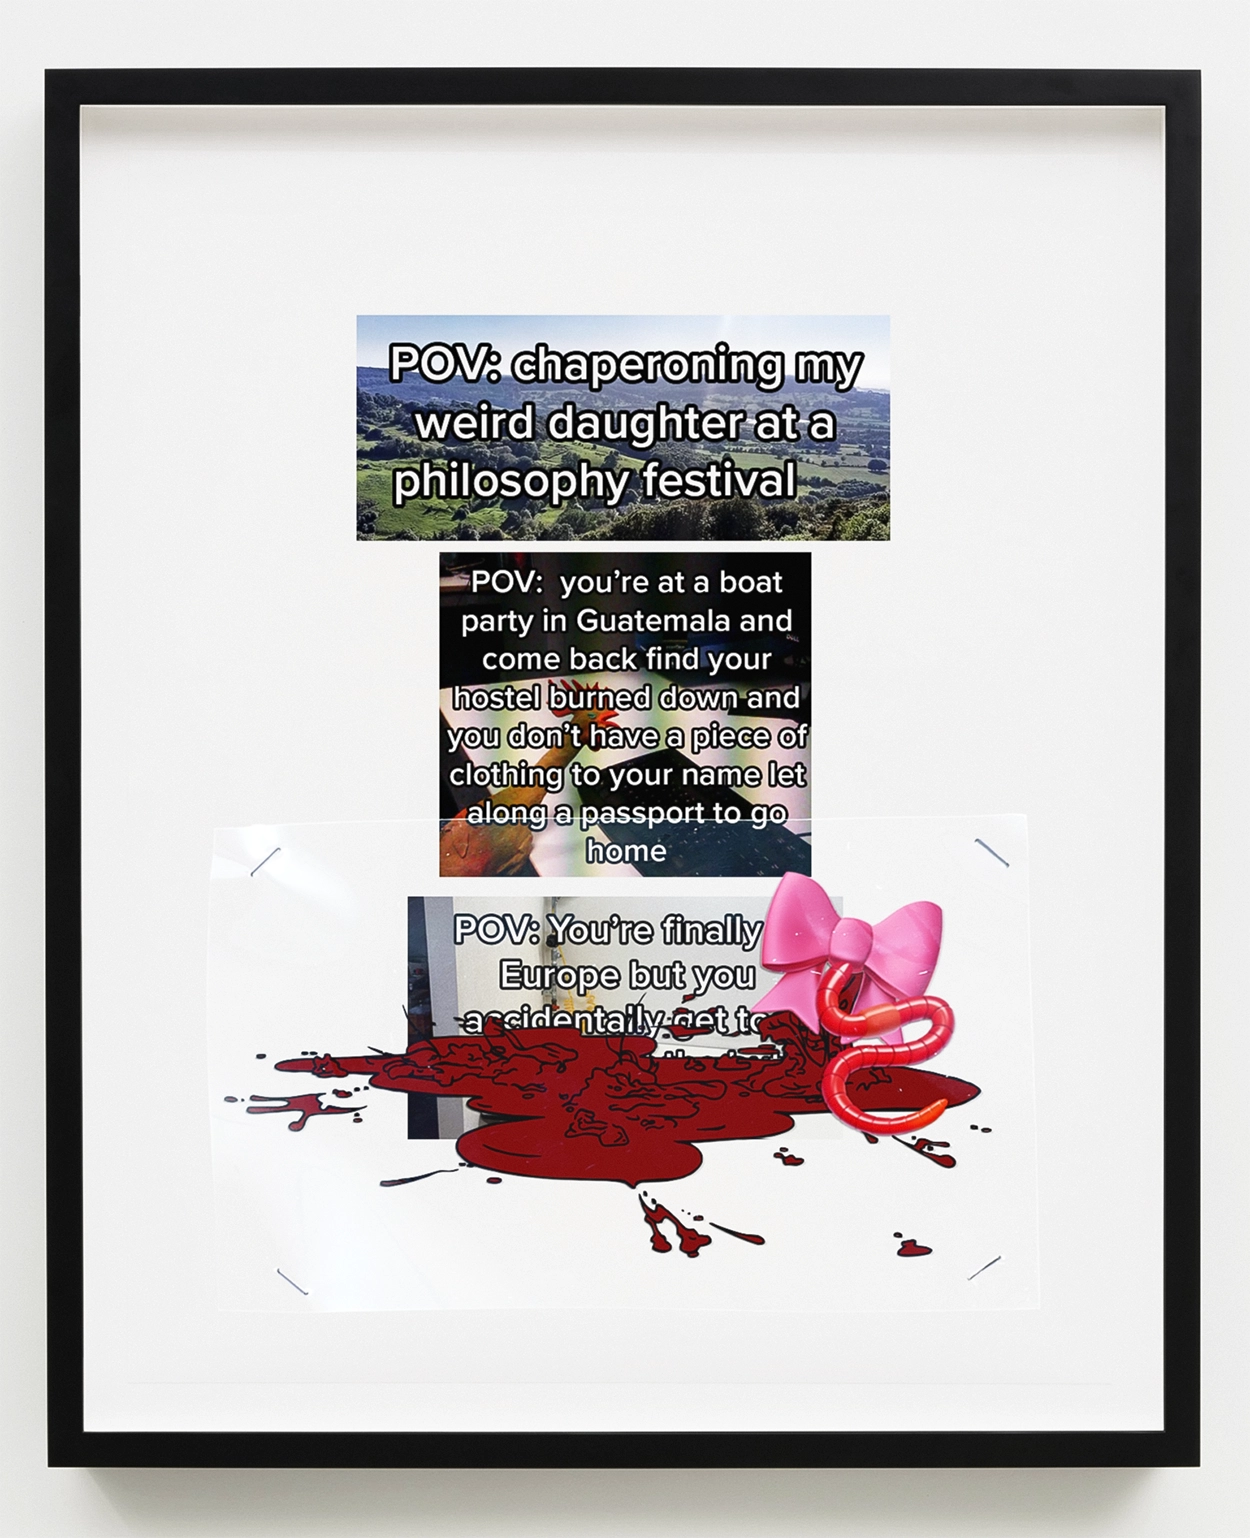 POV: chaperoning my
weird daughter at a
philosophy festival
POV: you're at a boat
party in Guatemala and
come back find your
hostel burned down and
you don't have a piece of
clothing to your name let
along a passport to go
home
POV: You're finally
Europe but you
accidentally get to